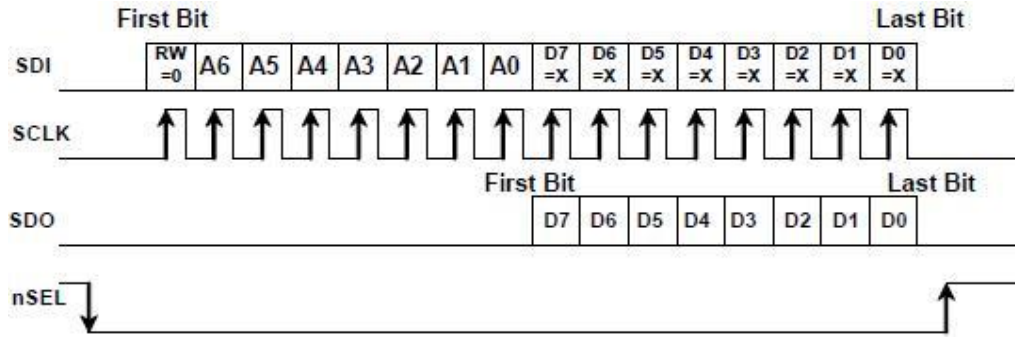 First Bit Last Bit
SDI RW =0 A6 A5 A4 A3 A2 A1 A0 D7 =X D6 =X D5 =X D4 =X D3 =X D2 =X D1 =X D0 =X
SCLK
First Bit Last Bit
SDO D7 D6 D5 D4 D3 D2 D1 D0
nSEL